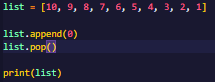 list = [10, 9, 8, 7, 6, 5, 4, 3, 2, 1]
list.append(0)
list.pop()
print(list)